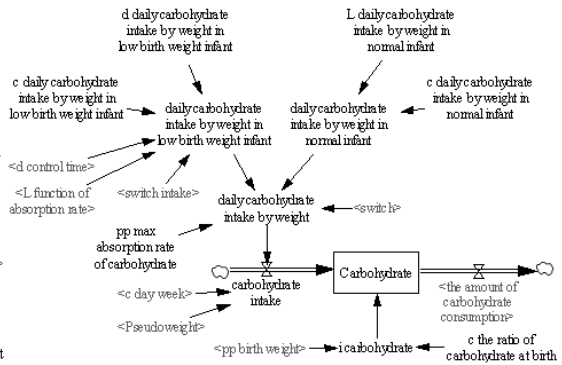 d daily carbohydrate
intake by weight in
low birth weight infant
L daily carbohydrate
intake by weight in
normal infant
c daily carbohydrate
intake by weight in
low birth weight infant
daily carbohydrate
intake by weight in
low birth weight infant
daily carbohydrate
intake by weight in
normal infant
c daily carbohydrate
intake by weight in
normal infant
<d control time>
<L function of
absorption rate>
<switch intake>
daily carbohydrate
intake by weight
<switch>
pp max
absorption rate
of carbohydrate
Carbohydrate
carbohydrate
intake
<c day week>
<Pseudoweight>
<the amount of
carbohydrate
consumption>
<pp birth weight>
i carbohydrate
c the ratio of
carbohydrate at birth